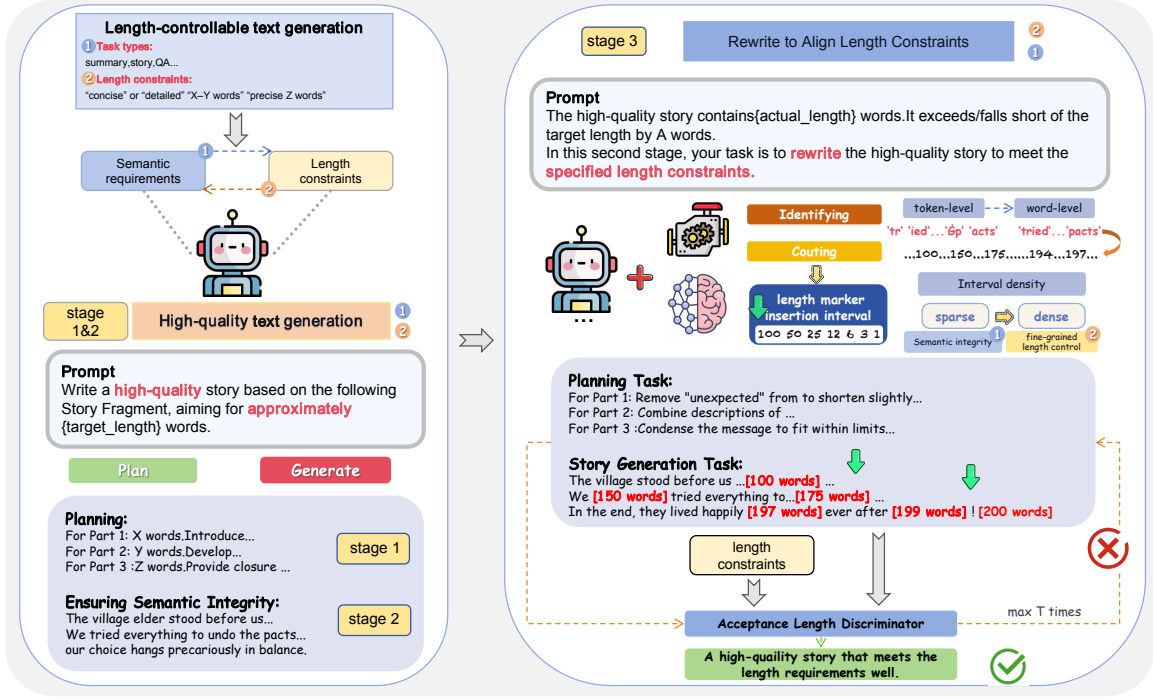 Length-controllable text generation
1 Task types:
summary,story,QA...
2 Length constraints:
“concise” or “detailed” “X–Y words” “precise Z words”
Semantic requirements
1
Length constraints
2
stage 1&2
High-quality text generation
1
2
Prompt
Write a high-quality story based on the following
Story Fragment, aiming for approximately
{target_length} words.
Plan
Generate
Planning:
For Part 1: X words.Introduce...
For Part 2: Y words.Develop...
For Part 3 :Z words.Provide closure ...
stage 1
Ensuring Semantic Integrity:
The village elder stood before us...
We tried everything to undo the pacts...
our choice hangs precariously in balance.
stage 2
stage 3
Rewrite to Align Length Constraints
2
1
Prompt
The high-quality story contains{actual_length} words.It exceeds/falls short of the
target length by A words.
In this second stage, your task is to rewrite the high-quality story to meet the
specified length constraints.
...
Identifying
Couting
length marker
insertion interval
100 50 25 12 6 3 1
token-level
word-level
'tr' 'ied'...'Ġp' 'acts'
'tried'...'pacts'
...100...150...175......194...197...
Interval density
sparse
dense
Semantic integrity
1
fine-grained
length control
2
Planning Task:
For Part 1: Remove "unexpected" from to shorten slightly...
For Part 2: Combine descriptions of ...
For Part 3 :Condense the message to fit within limits...
Story Generation Task:
The village stood before us ...[100 words] ...
We [150 words] tried everything to...[175 words] ...
In the end, they lived happily [197 words] ever after [199 words] ! [200 words]
length
constraints
Acceptance Length Discriminator
max T times
A high-quaility story that meets the
length requirements well.